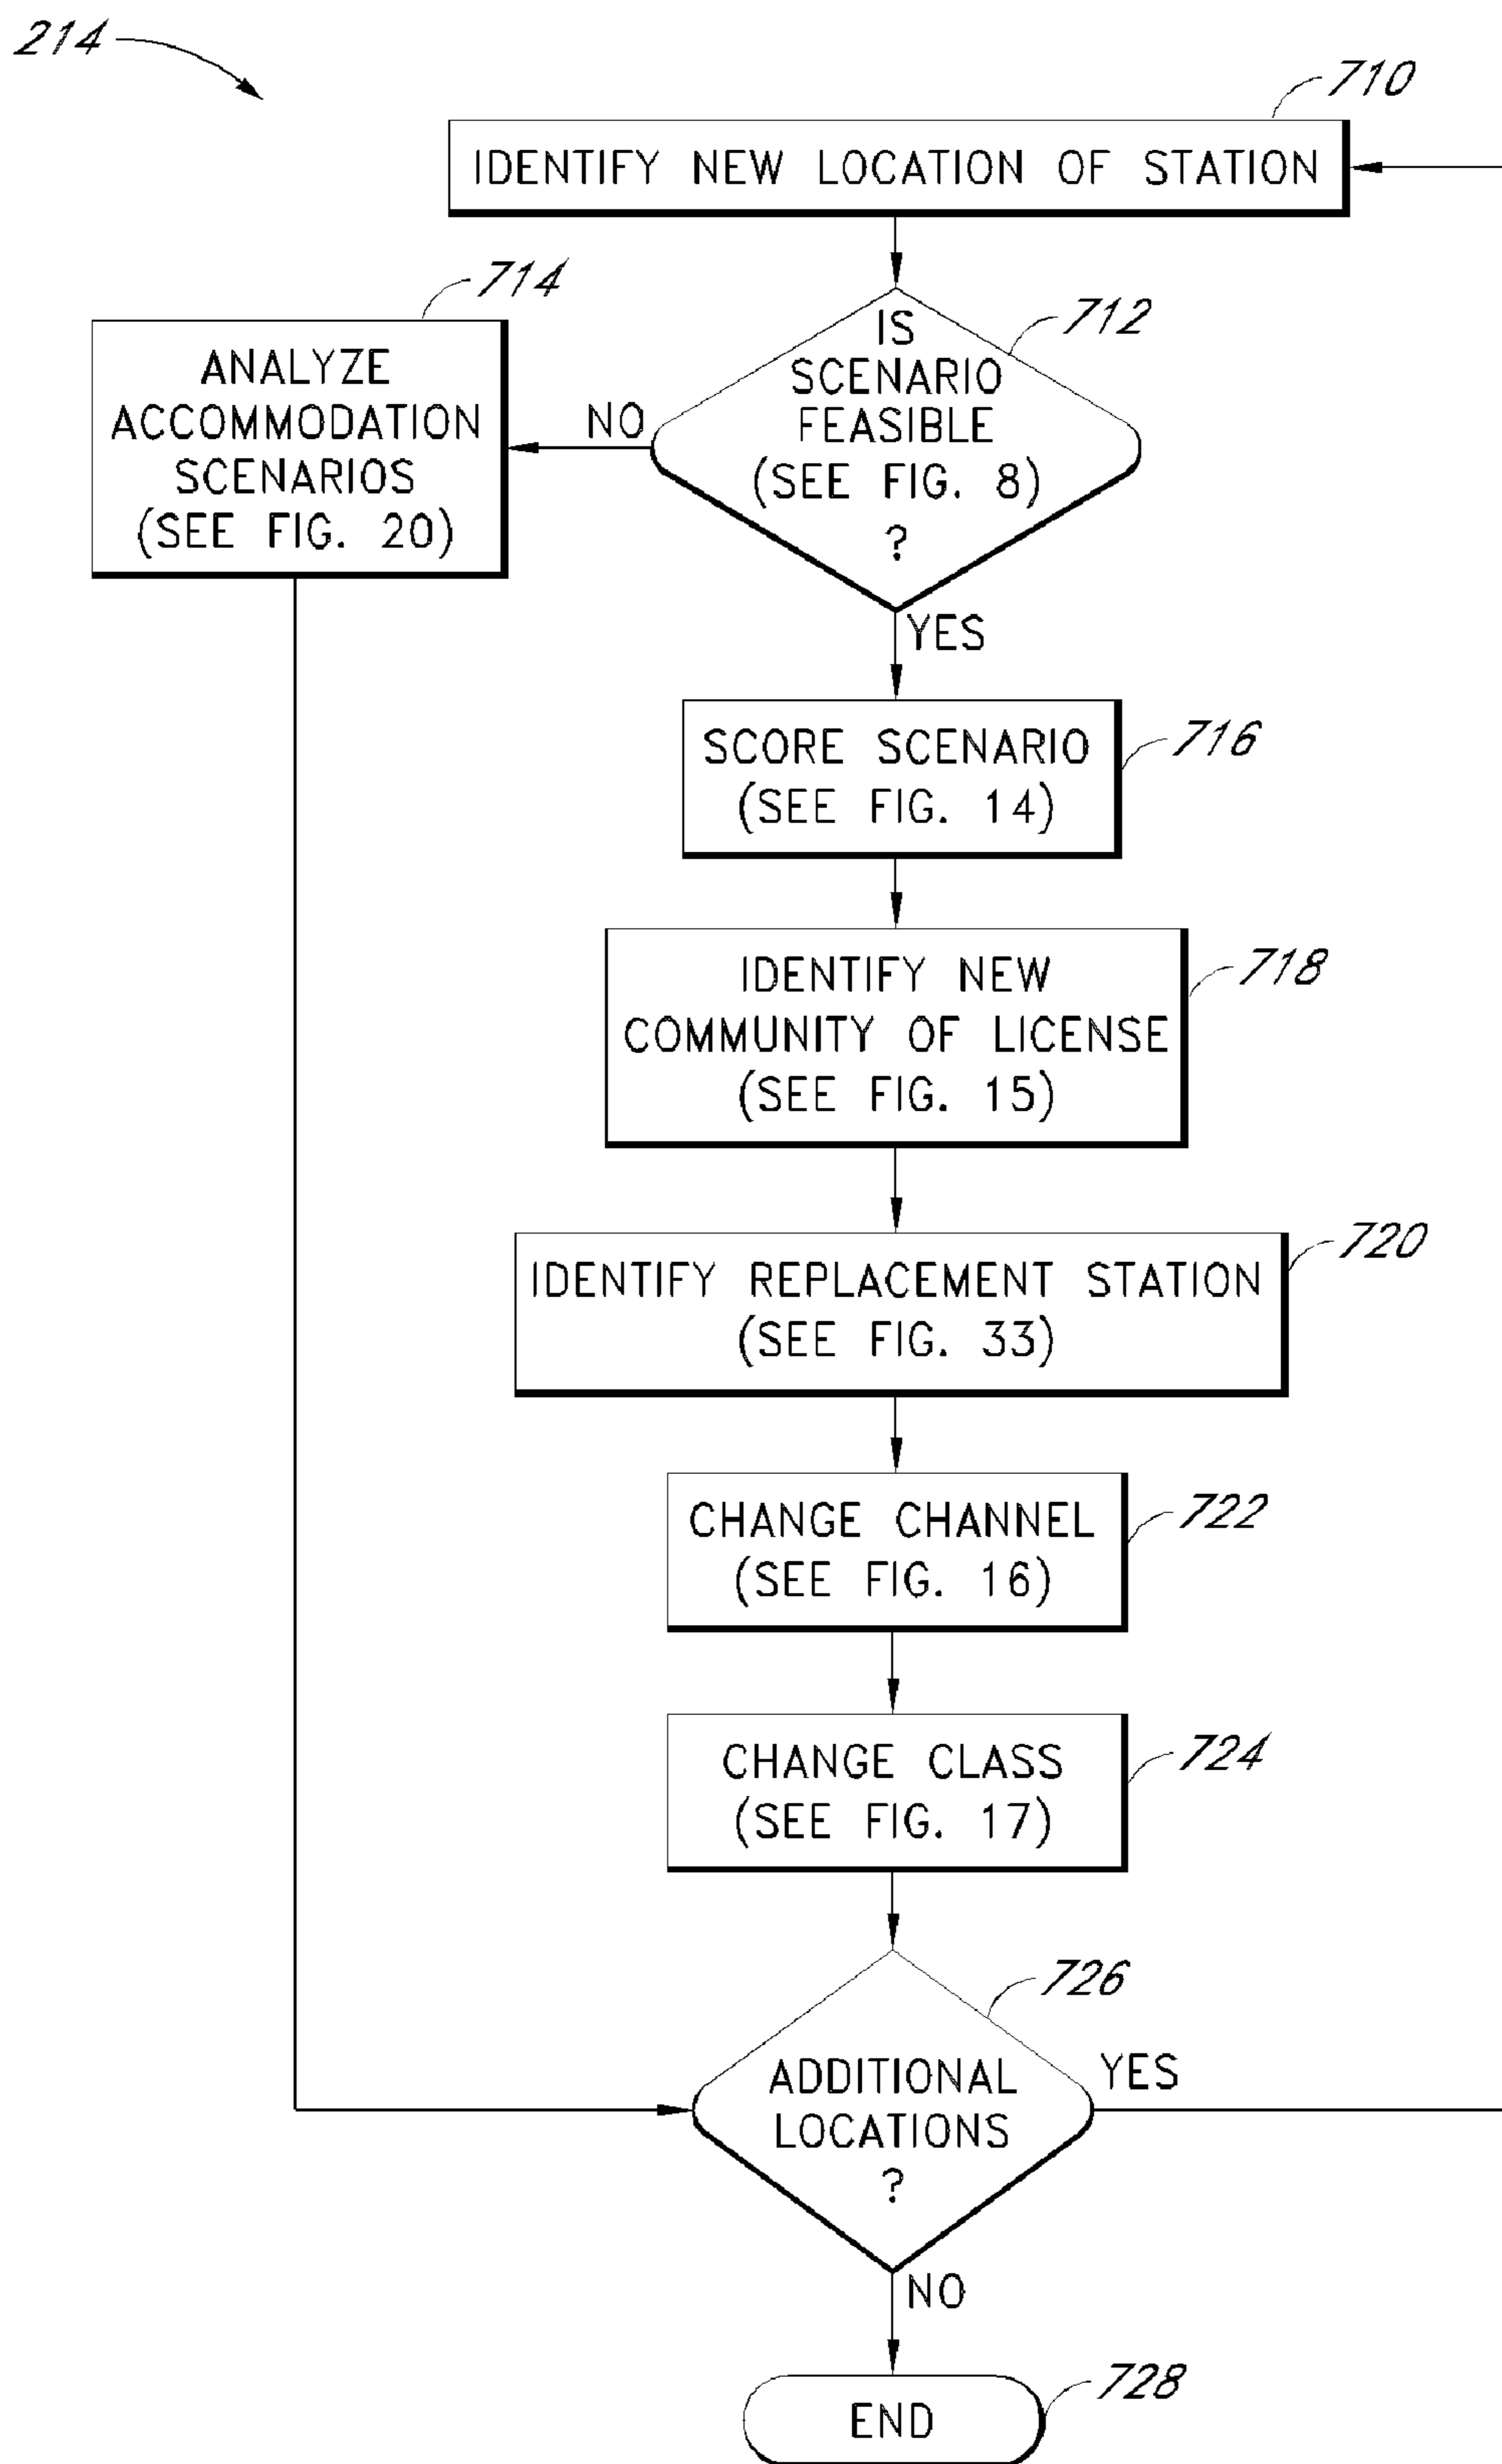 214
710
IDENTIFY NEW LOCATION OF STATION
714
ANALYZE
ACCOMMODATION
SCENARIOS
(SEE FIG. 20)
712
IS
SCENARIO
FEASIBLE
(SEE FIG. 8)
?
NO
YES
716
SCORE SCENARIO
(SEE FIG. 14)
718
IDENTIFY NEW
COMMUNITY OF LICENSE
(SEE FIG. 15)
720
IDENTIFY REPLACEMENT STATION
(SEE FIG. 33)
722
CHANGE CHANNEL
(SEE FIG. 16)
724
CHANGE CLASS
(SEE FIG. 17)
726
ADDITIONAL
LOCATIONS
?
YES
NO
728
END